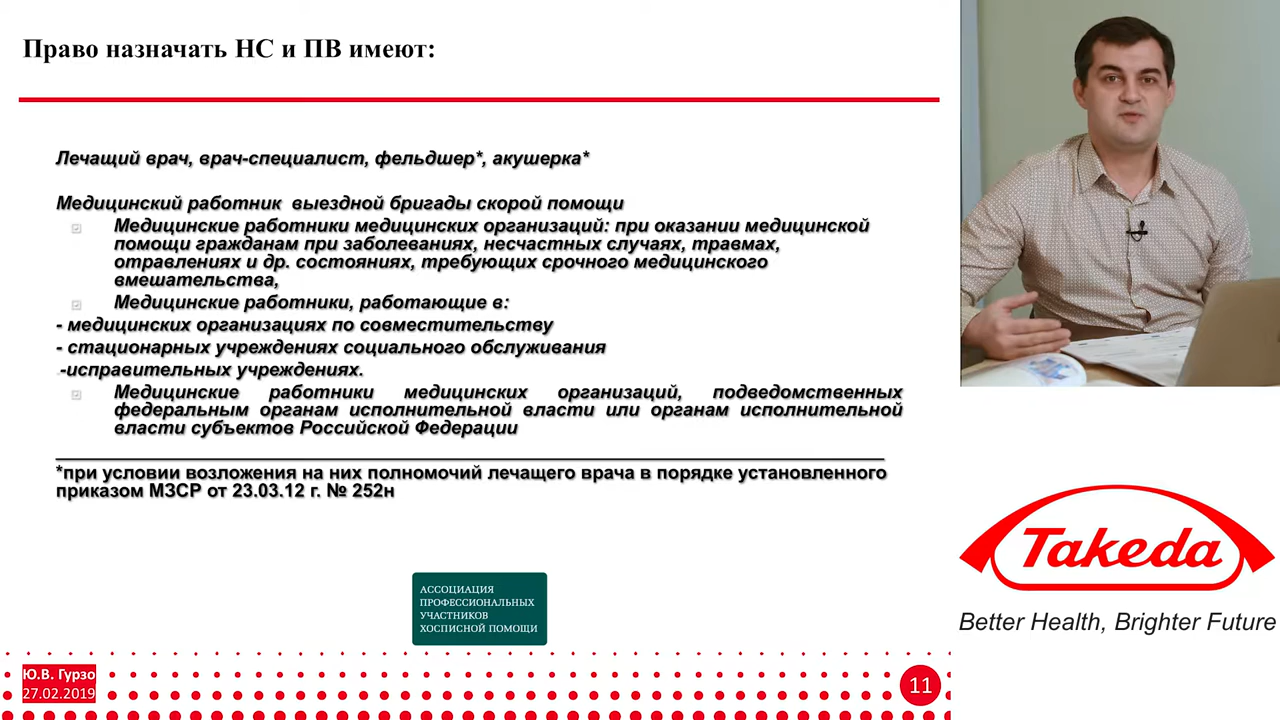 Право назначать НС и ПВ имеют:
Лечащий врач, врач-специалист, фельдшер*, акушерка*
Медицинский работник выездной бригады скорой помощи
Медицинские работники медицинских организаций: при оказании медицинской
помощи гражданам при заболеваниях, несчастных случаях, травмах,
отравлениях и др. состояниях, требующих срочного медицинского
вмешательства,
Медицинские работники, работающие в:
- медицинских организациях по совместительству
- стационарных учреждениях социального обслуживания
-исправительных учреждениях.
Медицинские работники медицинских организаций, подведомственных
федеральным органам исполнительной власти или органам исполнительной
власти субъектов Российской Федерации
*при условии возложения на них полномочий лечащего врача в порядке установленного
приказом МЗСР от 23.03.12 г. № 252н
АССОЦИАЦИЯ
ПРОФЕССИОНАЛЬНЫХ
УЧАСТНИКОВ
ХОСПИСНОЙ ПОМОЩИ
Ю.В. Гурзо
27.02.2019
11
Takeda
Better Health, Brighter Future